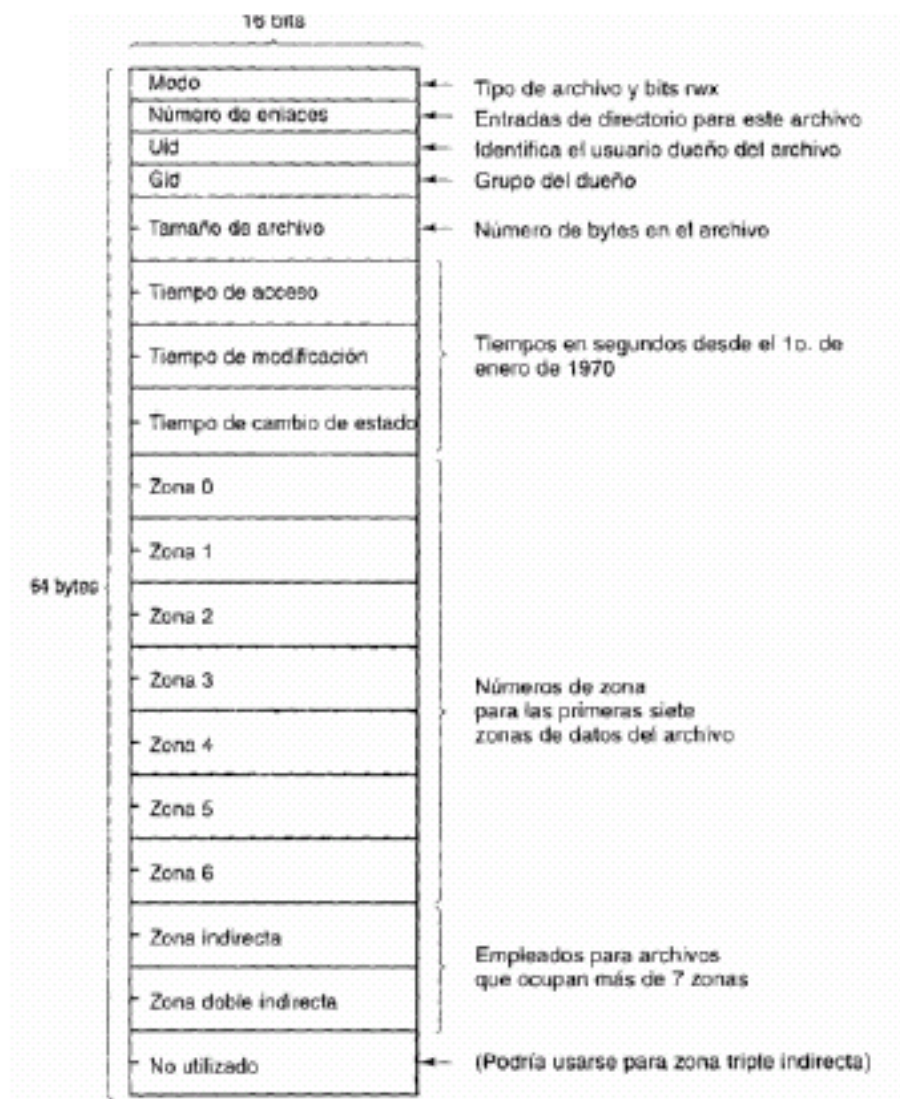 16 bits
Modo
Tipo de archivo y bits rwx
Número de enlaces
Entradas de directorio para este archivo
Uid
Identifica el usuario dueño del archivo
Gid
Grupo del dueño
Tamaño de archivo
Número de bytes en el archivo
Tiempo de acceso
Tiempo de modificación
Tiempo de cambio de estado
Tiempos en segundos desde el 1o. de
enero de 1970
64 bytes
Zona 0
Zona 1
Zona 2
Zona 3
Zona 4
Zona 5
Zona 6
Números de zona
para las primeras siete
zonas de datos del archivo
Zona indirecta
Zona doble indirecta
Empleados para archivos
que ocupan más de 7 zonas
No utilizado
(Podría usarse para zona triple indirecta)